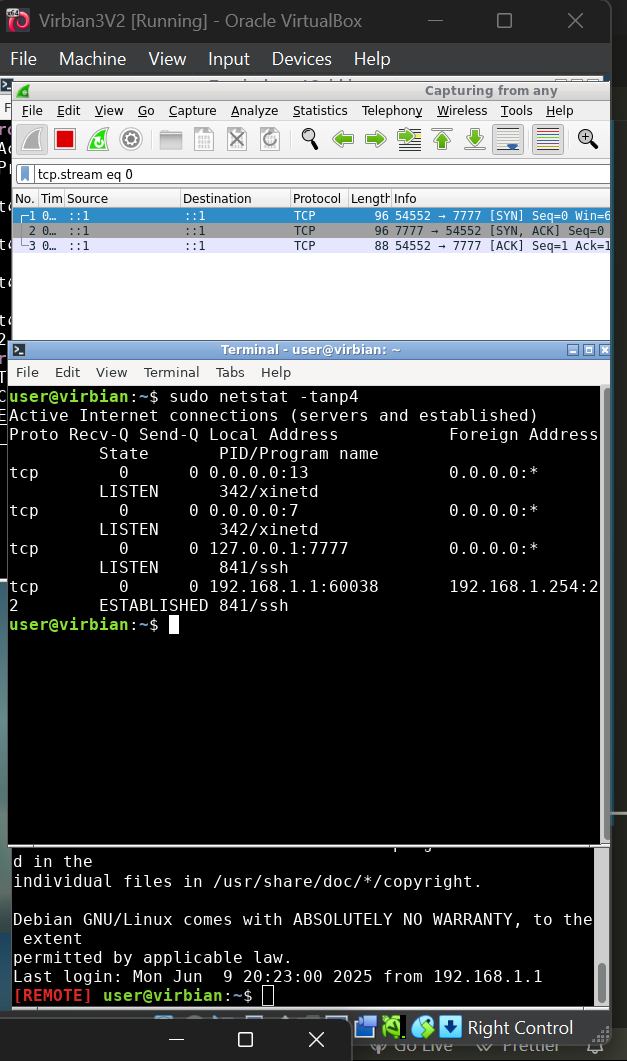 Virbian3V2 [Running] - Oracle VirtualBox
File Machine View Input Devices Help
Capturing from any
File Edit View Go Capture Analyze Statistics Telephony Wireless Tools Help
tcp.stream eq 0
No. Tim Source Destination Protocol Length Info
1 0… ::1 ::1 TCP 96 54552 → 7777 [SYN] Seq=0 Win=6
2 0… ::1 ::1 TCP 96 7777 → 54552 [SYN, ACK] Seq=0
3 0… ::1 ::1 TCP 88 54552 → 7777 [ACK] Seq=1 Ack=1
Terminal - user@virbian: ~
File Edit View Terminal Tabs Help
user@virbian:~$ sudo netstat -tanp4
Active Internet connections (servers and established)
Proto Recv-Q Send-Q Local Address Foreign Address
State PID/Program name
tcp 0 0 0.0.0.0:13 0.0.0.0:*
LISTEN 342/xinetd
tcp 0 0 0.0.0.0:7 0.0.0.0:*
LISTEN 342/xinetd
tcp 0 0 127.0.0.1:7777 0.0.0.0:*
LISTEN 841/ssh
tcp 0 0 192.168.1.1:60038 192.168.1.254:2
2 ESTABLISHED 841/ssh
user@virbian:~$
d in the
individual files in /usr/share/doc/*/copyright.
Debian GNU/Linux comes with ABSOLUTELY NO WARRANTY, to the
extent
permitted by applicable law.
Last login: Mon Jun 9 20:23:00 2025 from 192.168.1.1
[REMOTE] user@virbian:~$
Right Control
Go Live Prettier